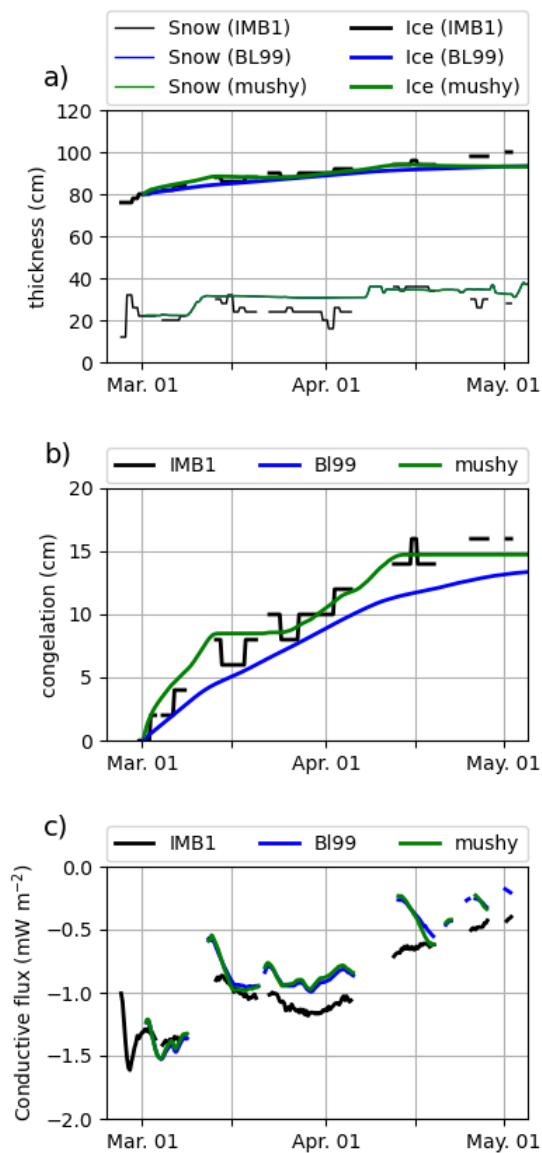 Snow (IMB1) Ice (IMB1)
Snow (BL99) Ice (BL99)
Snow (mushy) Ice (mushy)
a)
120
100
80
60
40
20
0
thickness (cm)
Mar. 01 Apr. 01 May. 01
b)
IMB1 Bl99 mushy
20
15
10
5
0
congelation (cm)
Mar. 01 Apr. 01 May. 01
c)
IMB1 Bl99 mushy
0.0
−0.5
−1.0
−1.5
−2.0
Conductive flux (mW m⁻²)
Mar. 01 Apr. 01 May. 01